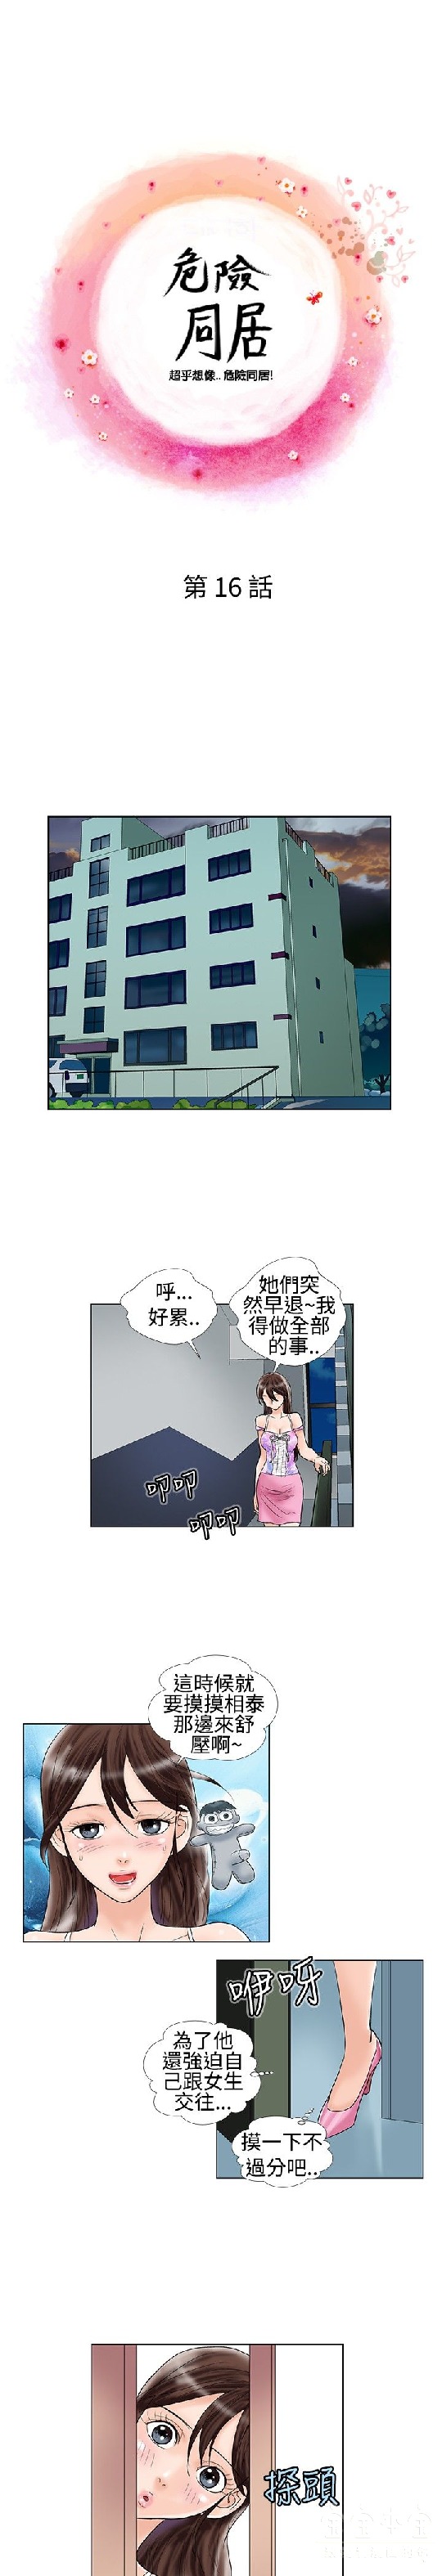 危險
同居
超乎想像.. 危險同居!
第 16 話
呼...
好累..
她們突
然早退~我
得做全部
的事..
叩叩
叩叩
這時候就
要摸摸相泰
那邊來舒
壓啊~
咿呀
為了他
還強迫自
己跟女生
交往...
摸一下不
過分吧..
探頭